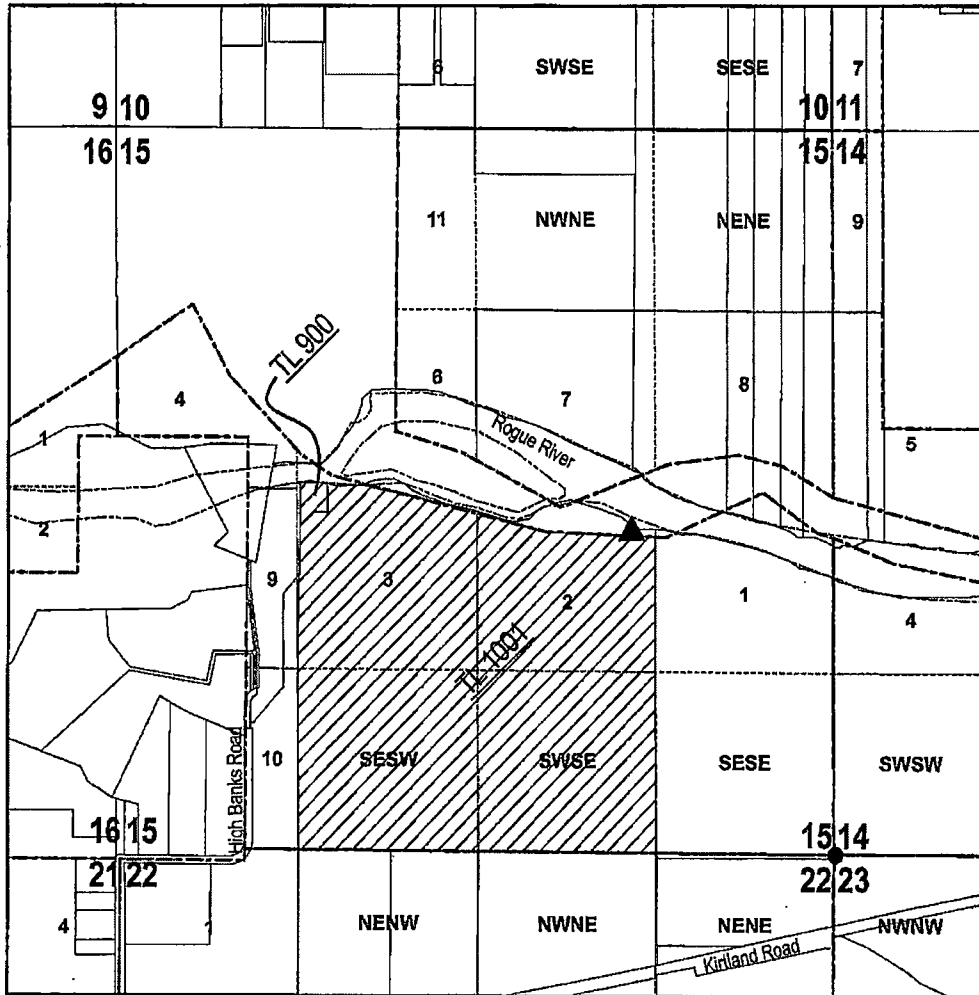 6
SWSE
SESE
7
9 10
10 11
16 15
15 14
11
NWNE
NENE
9
TL 900
4
6
7
8
Rogue River
1
5
2
9
3
2
1
4
TL 1001
High Banks Road
10
SESW
SWSE
SESE
SWSW
16 15
15 14
21 22
22 23
4
1
NENW
NWNE
NENE
NWNW
Kirtland Road